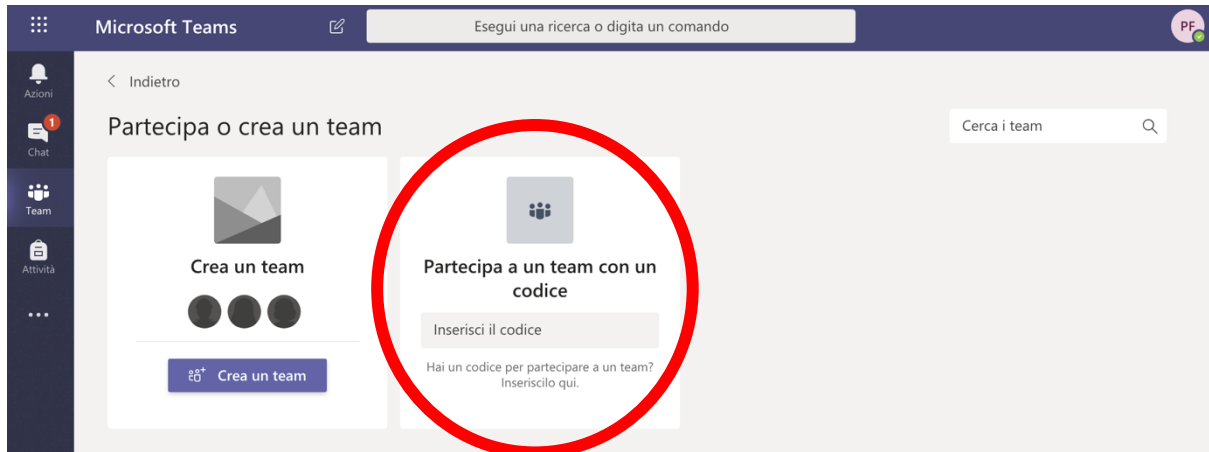 Microsoft Teams
Esegui una ricerca o digita un comando
PF
Azioni
1
Chat
Team
Attività
Indietro
Partecipa o crea un team
Cerca i team
Crea un team
Crea un team
Partecipa a un team con un
codice
Inserisci il codice
Hai un codice per partecipare a un team?
Inseriscilo qui.